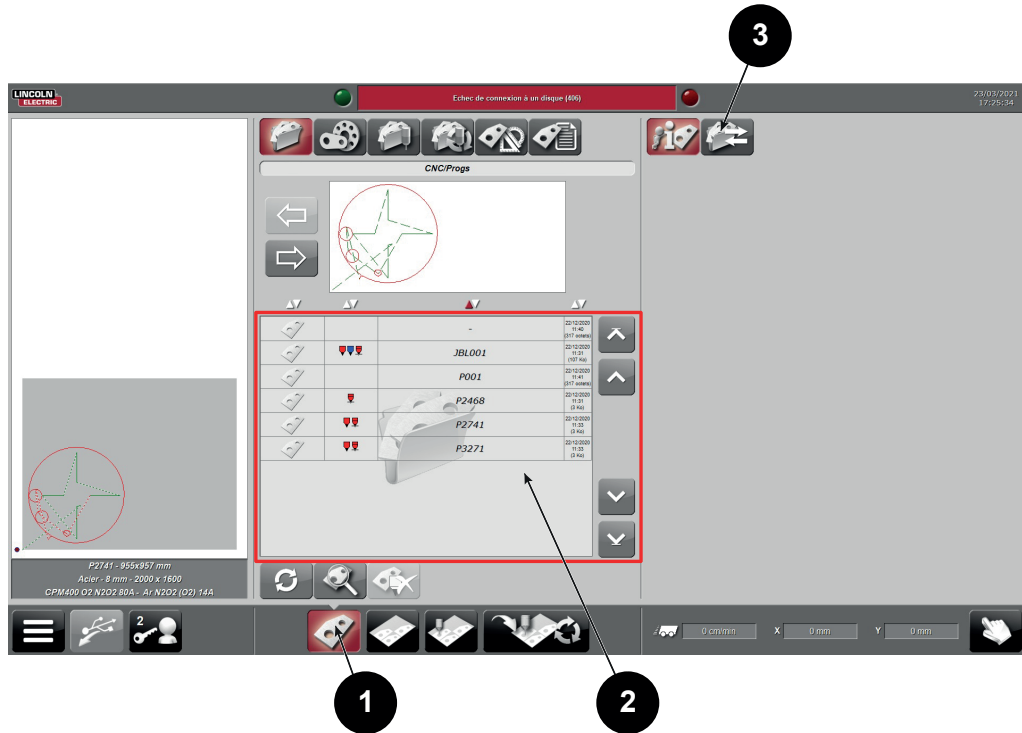 3
LINCOLN
ELECTRIC
Echec de connexion à un disque (406)
23/03/2021
17:25:34
CNC/Progs
-
22/12/2020
11:40
(317 octets)
JBL001
22/12/2020
11:31
(107 Ko)
P001
22/12/2020
11:41
(317 octets)
P2468
22/12/2020
11:31
(3 Ko)
P2741
22/12/2020
11:33
(3 Ko)
P3271
22/12/2020
11:33
(3 Ko)
P2741 - 955x957 mm
Acier - 8 mm - 2000 x 1600
CPM400 O2 N2O2 80A - Ar N2O2 (O2) 14A
2
0 cm/min
X
0 mm
Y
0 mm
1
2